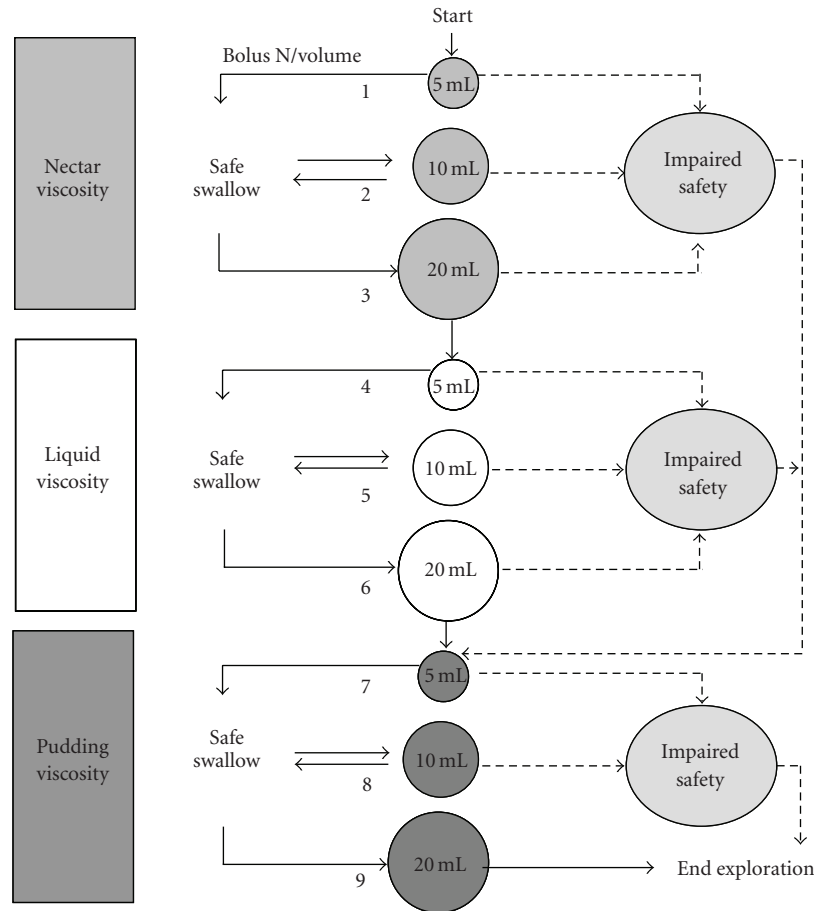 Start
Bolus N/volume
5 mL
1
Nectar
viscosity
Safe
swallow
10 mL
2
Impaired
safety
20 mL
3
5 mL
4
Liquid
viscosity
Safe
swallow
10 mL
5
Impaired
safety
20 mL
6
5 mL
7
Pudding
viscosity
Safe
swallow
10 mL
8
Impaired
safety
20 mL
9
End exploration